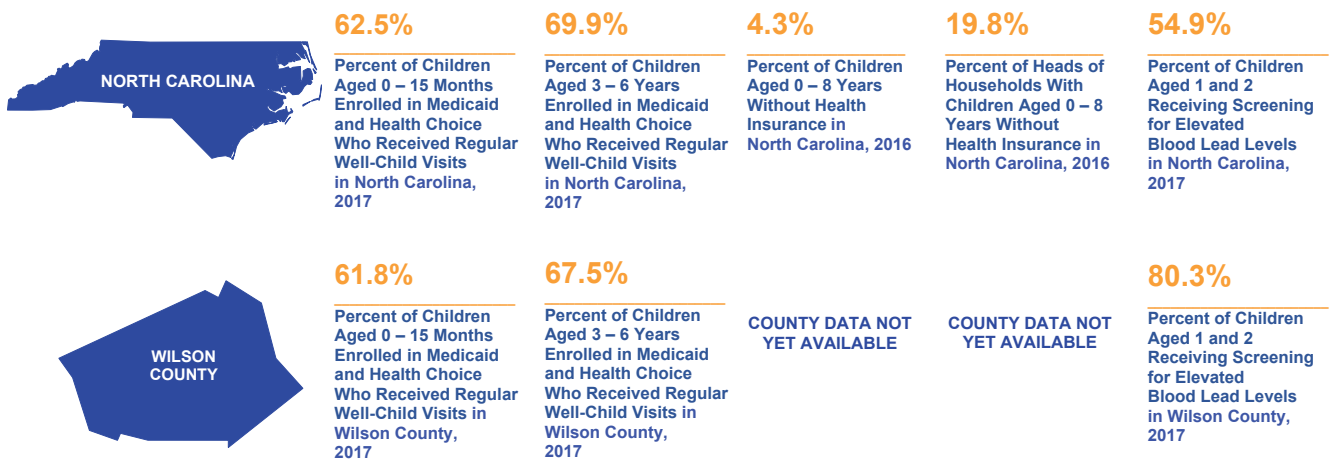 NORTH CAROLINA
62.5%
Percent of Children
Aged 0 – 15 Months
Enrolled in Medicaid
and Health Choice
Who Received Regular
Well-Child Visits
in North Carolina,
2017
69.9%
Percent of Children
Aged 3 – 6 Years
Enrolled in Medicaid
and Health Choice
Who Received Regular
Well-Child Visits
in North Carolina,
2017
4.3%
Percent of Children
Aged 0 – 8 Years
Without Health
Insurance in
North Carolina, 2016
19.8%
Percent of Heads of
Households With
Children Aged 0 – 8
Years Without
Health Insurance in
North Carolina, 2016
54.9%
Percent of Children
Aged 1 and 2
Receiving Screening
for Elevated
Blood Lead Levels
in North Carolina,
2017
WILSON
COUNTY
61.8%
Percent of Children
Aged 0 – 15 Months
Enrolled in Medicaid
and Health Choice
Who Received Regular
Well-Child Visits in
Wilson County,
2017
67.5%
Percent of Children
Aged 3 – 6 Years
Enrolled in Medicaid
and Health Choice
Who Received Regular
Well-Child Visits in
Wilson County,
2017
COUNTY DATA NOT
YET AVAILABLE
COUNTY DATA NOT
YET AVAILABLE
80.3%
Percent of Children
Aged 1 and 2
Receiving Screening
for Elevated
Blood Lead Levels
in Wilson County,
2017